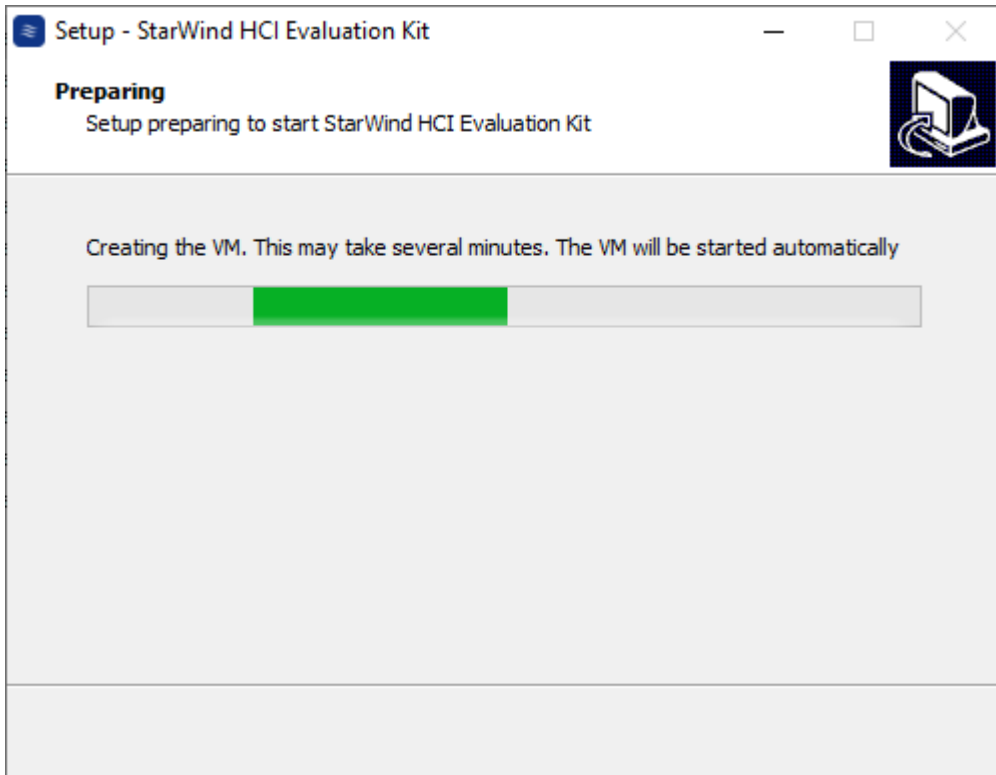 Setup - StarWind HCI Evaluation Kit
Preparing
Setup preparing to start StarWind HCI Evaluation Kit
Creating the VM. This may take several minutes. The VM will be started automatically